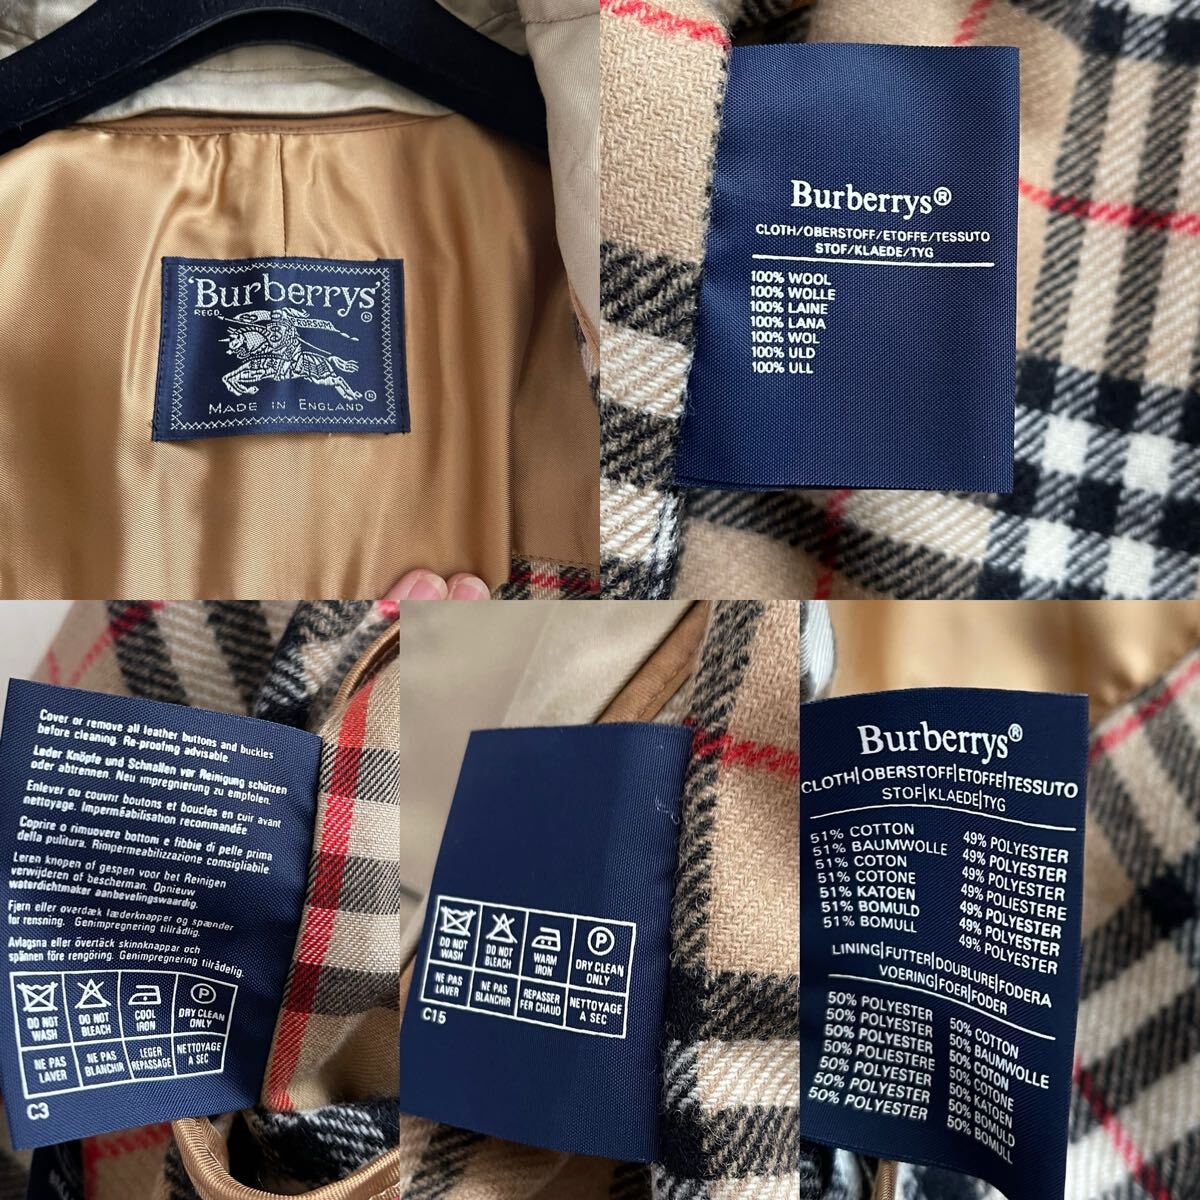 'Burberrys'
REGD.
PRORSUM
®
®
MADE IN ENGLAND
Burberrys®
CLOTH/OBERSTOFF/ETOFFE/TESSUTO
STOF/KLAEDE/TYG
100% WOOL
100% WOLLE
100% LAINE
100% LANA
100% WOL
100% ULD
100% ULL
Cover or remove all leather buttons and buckles
before cleaning. Re-proofing advisable.
Leder Knöpfe und Schnallen vor Reinigung schützen
oder abtrennen. Neu impregnierung zu empfolen.
Enlever ou couvrir boutons et boucles en cuir avant
nettoyage. Imperméabilisation recommandée
Coprire o rimuovere bottoni e fibbie di pelle prima
della pulitura. Rimpermeabilizzazione consigliabile.
Leren knopen of gespen voor het Reinigen
verwijderen of bescherman. Opnieuw
waterdichtmaker aanbevelingswaardig.
Fjern eller overdæk læderknapper og spænder
for rensning. Genimpregnering tilrådlig.
Avlagsna eller övertäck skinnknappar och
spännen före rengöring. Genimpregnering tilrådelig.
DO NOT WASH
DO NOT BLEACH
COOL IRON
P
DRY CLEAN ONLY
NE PAS LAVER
NE PAS BLANCHIR
LEGER REPASSAGE
NETTOYAGE A SEC
C3
DO NOT WASH
DO NOT BLEACH
WARM IRON
P
DRY CLEAN ONLY
NE PAS LAVER
NE PAS BLANCHIR
REPASSER FER CHAUD
NETTOYAGE A SEC
C15
Burberrys®
CLOTH|OBERSTOFF|ETOFFE|TESSUTO
STOF|KLAEDE|TYG
51% COTTON 49% POLYESTER
51% BAUMWOLLE 49% POLYESTER
51% COTON 49% POLYESTER
51% COTONE 49% POLIESTERE
51% KATOEN 49% POLYESTER
51% BOMULD 49% POLYESTER
51% BOMULL 49% POLYESTER
LINING|FUTTER|DOUBLURE|FODERA
VOERING|FOER|FODER
50% POLYESTER 50% COTTON
50% POLYESTER 50% BAUMWOLLE
50% POLYESTER 50% COTON
50% POLIESTERE 50% COTONE
50% POLYESTER 50% KATOEN
50% POLYESTER 50% BOMULD
50% POLYESTER 50% BOMULL